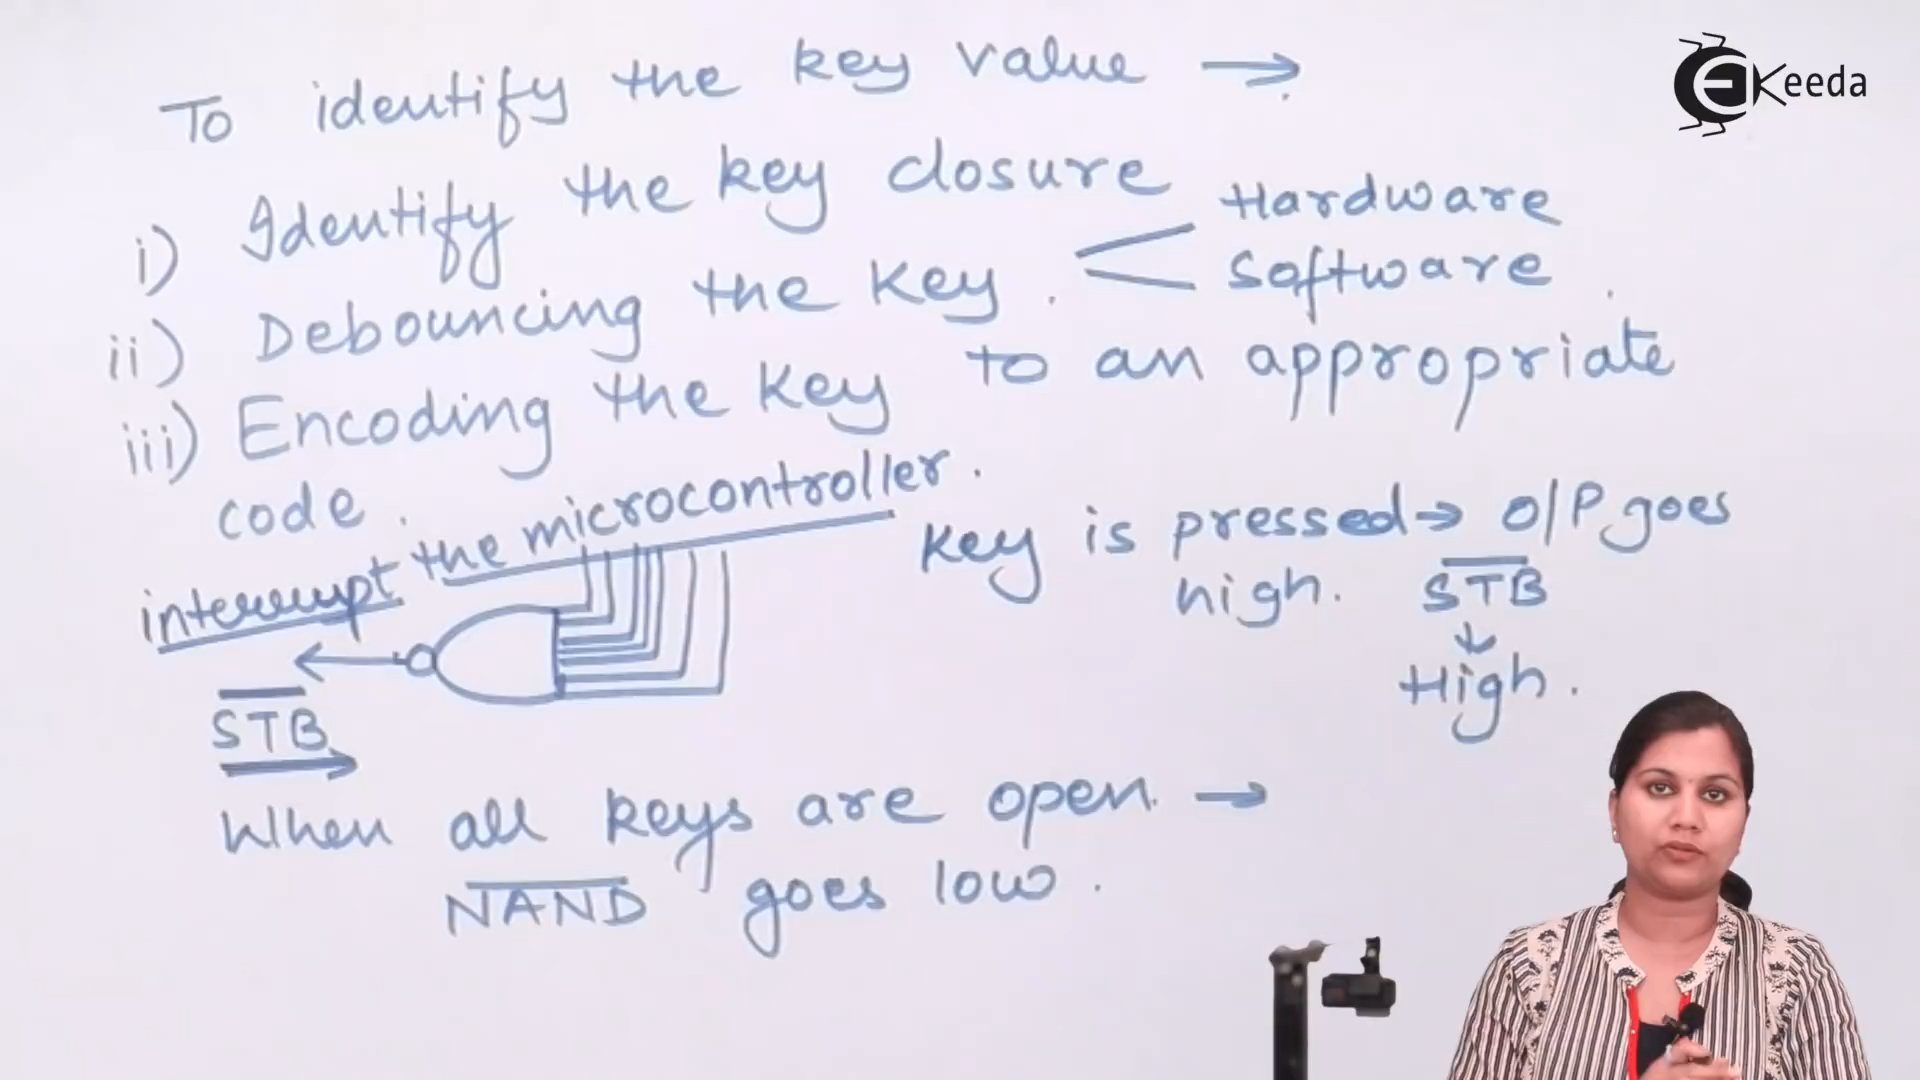 To identify the key value →
EKeeda
i) Identify the key closure
ii) Debouncing the key. Hardware
Software
iii) Encoding the key to an appropriate
code.
interrupt the microcontroller.
Key is pressed → O/P goes
high. STB
↓
High.
STB
When all keys are open →
NAND goes low.